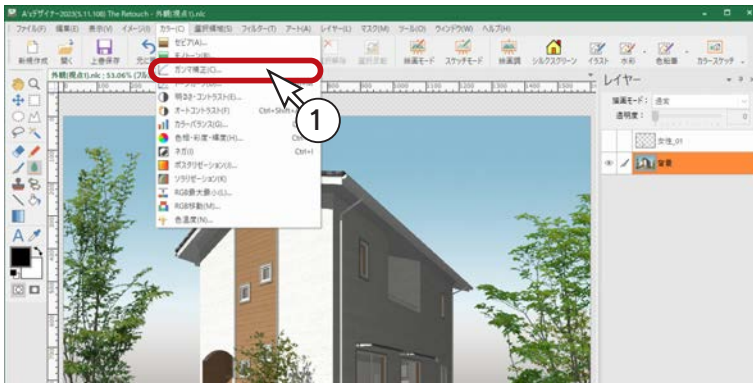 A'sデザイナー2023(5.11.108) The Retouch - 外観(視点1).nlc
ファイル(F) 編集(E) 表示(V) イメージ(I) カラー(C) 選択領域(S) フィルター(T) アート(A) レイヤー(L) マスク(M) ツール(O) ウィンドウ(W) ヘルプ(H)
新規作成 開く 上書保存 絵画モード スケッチモード 線画調 シルクスクリーン イラスト 水彩 色鉛筆 カラースケッチ
外観(視点1).nlc : 53.06%
セピア(A)...
ガンマ補正(C)...
明るさ・コントラスト(E)...
オートコントラスト(F)
カラーバランス(G)...
色相・彩度・輝度(H)...
ネガ(I) Ctrl+I
ポスタリゼーション(J)...
ソラリゼーション(K)
RGB最大最小(L)...
RGB移動(M)...
色温度(N)...
1
レイヤー
描画モード: 通常
透明度: 0
女性_01
背景